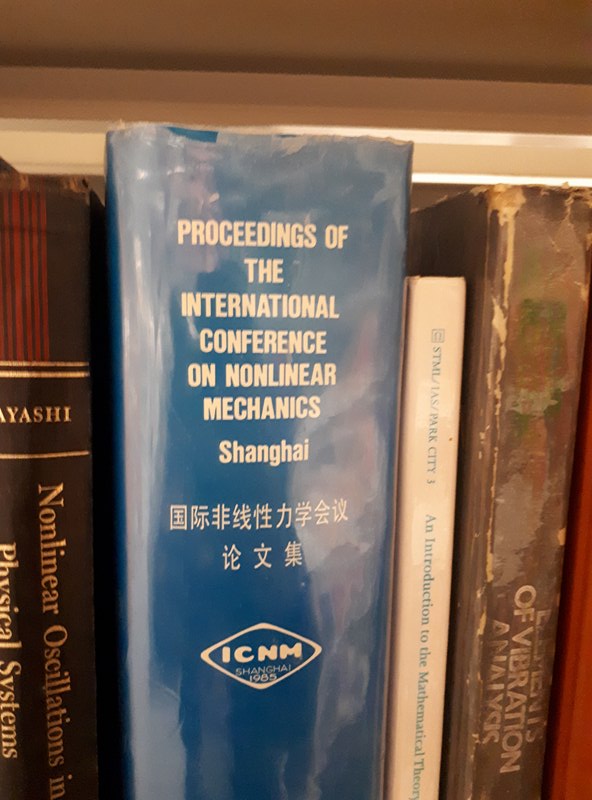 AYASHI
Nonlinear Oscillations in
Physical Systems
PROCEEDINGS OF
THE
INTERNATIONAL
CONFERENCE
ON NONLINEAR
MECHANICS
Shanghai
国际非线性力学会议
论文集
ICNM
SHANGHAI
1985
STML/IAS/PARK CITY 3
An Introduction to the Mathematical Theory
ELEMENTS
OF VIBRATION
ANALYSIS